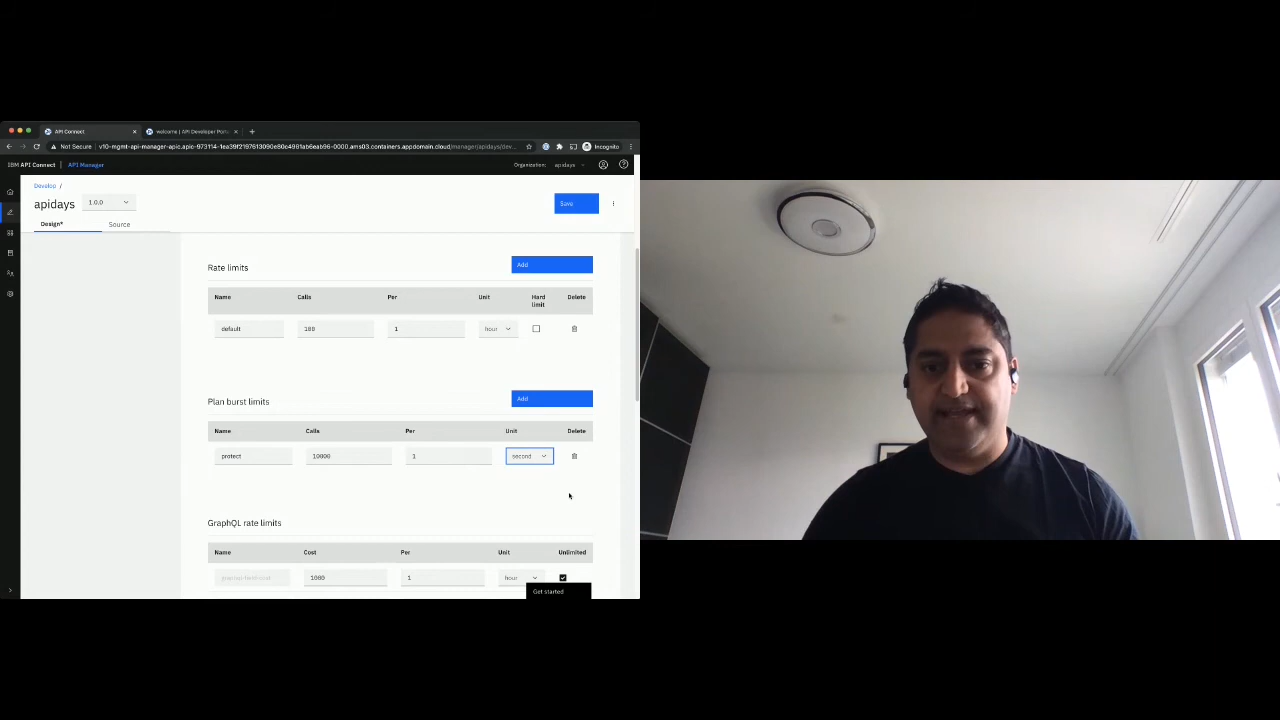 API Connect
welcome | API Developer Port
Not Secure
Incognito
IBM API Connect | API Manager
Organization: apidays
Develop /
apidays 1.0.0
Save
Design* Source
Rate limits Add
Name Calls Per Unit Hard limit Delete
default 100 1 hour
Plan burst limits Add
Name Calls Per Unit Delete
protect 10000 1 second
GraphQL rate limits
Name Cost Per Unit Unlimited
1000 1 hour
Get started